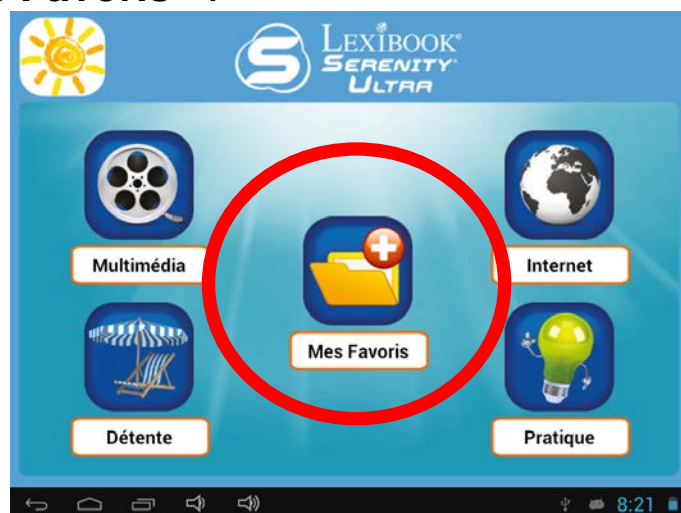 LEXIBOOK®
SERENITY
ULTRA
Multimédia
Internet
Mes Favoris
Détente
Pratique
8:21